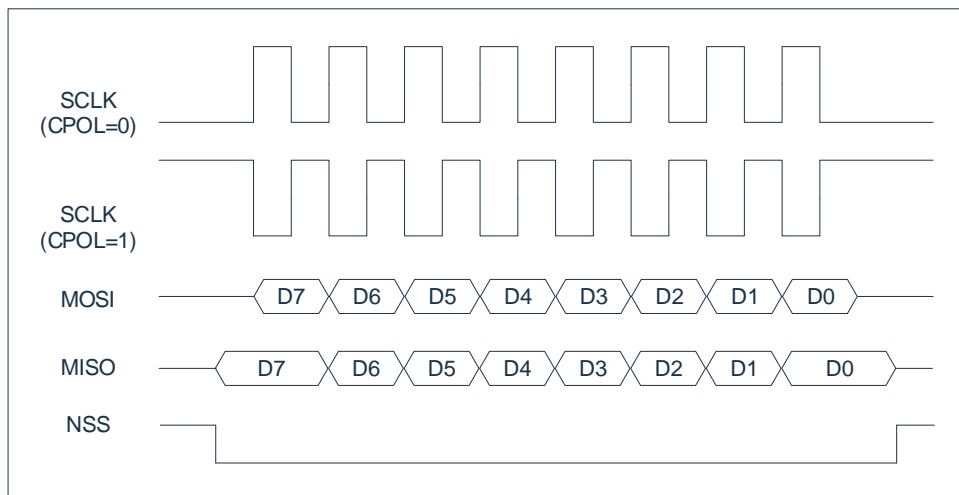 SCLK
(CPOL=0)
SCLK
(CPOL=1)
MOSI D7 D6 D5 D4 D3 D2 D1 D0
MISO D7 D6 D5 D4 D3 D2 D1 D0
NSS